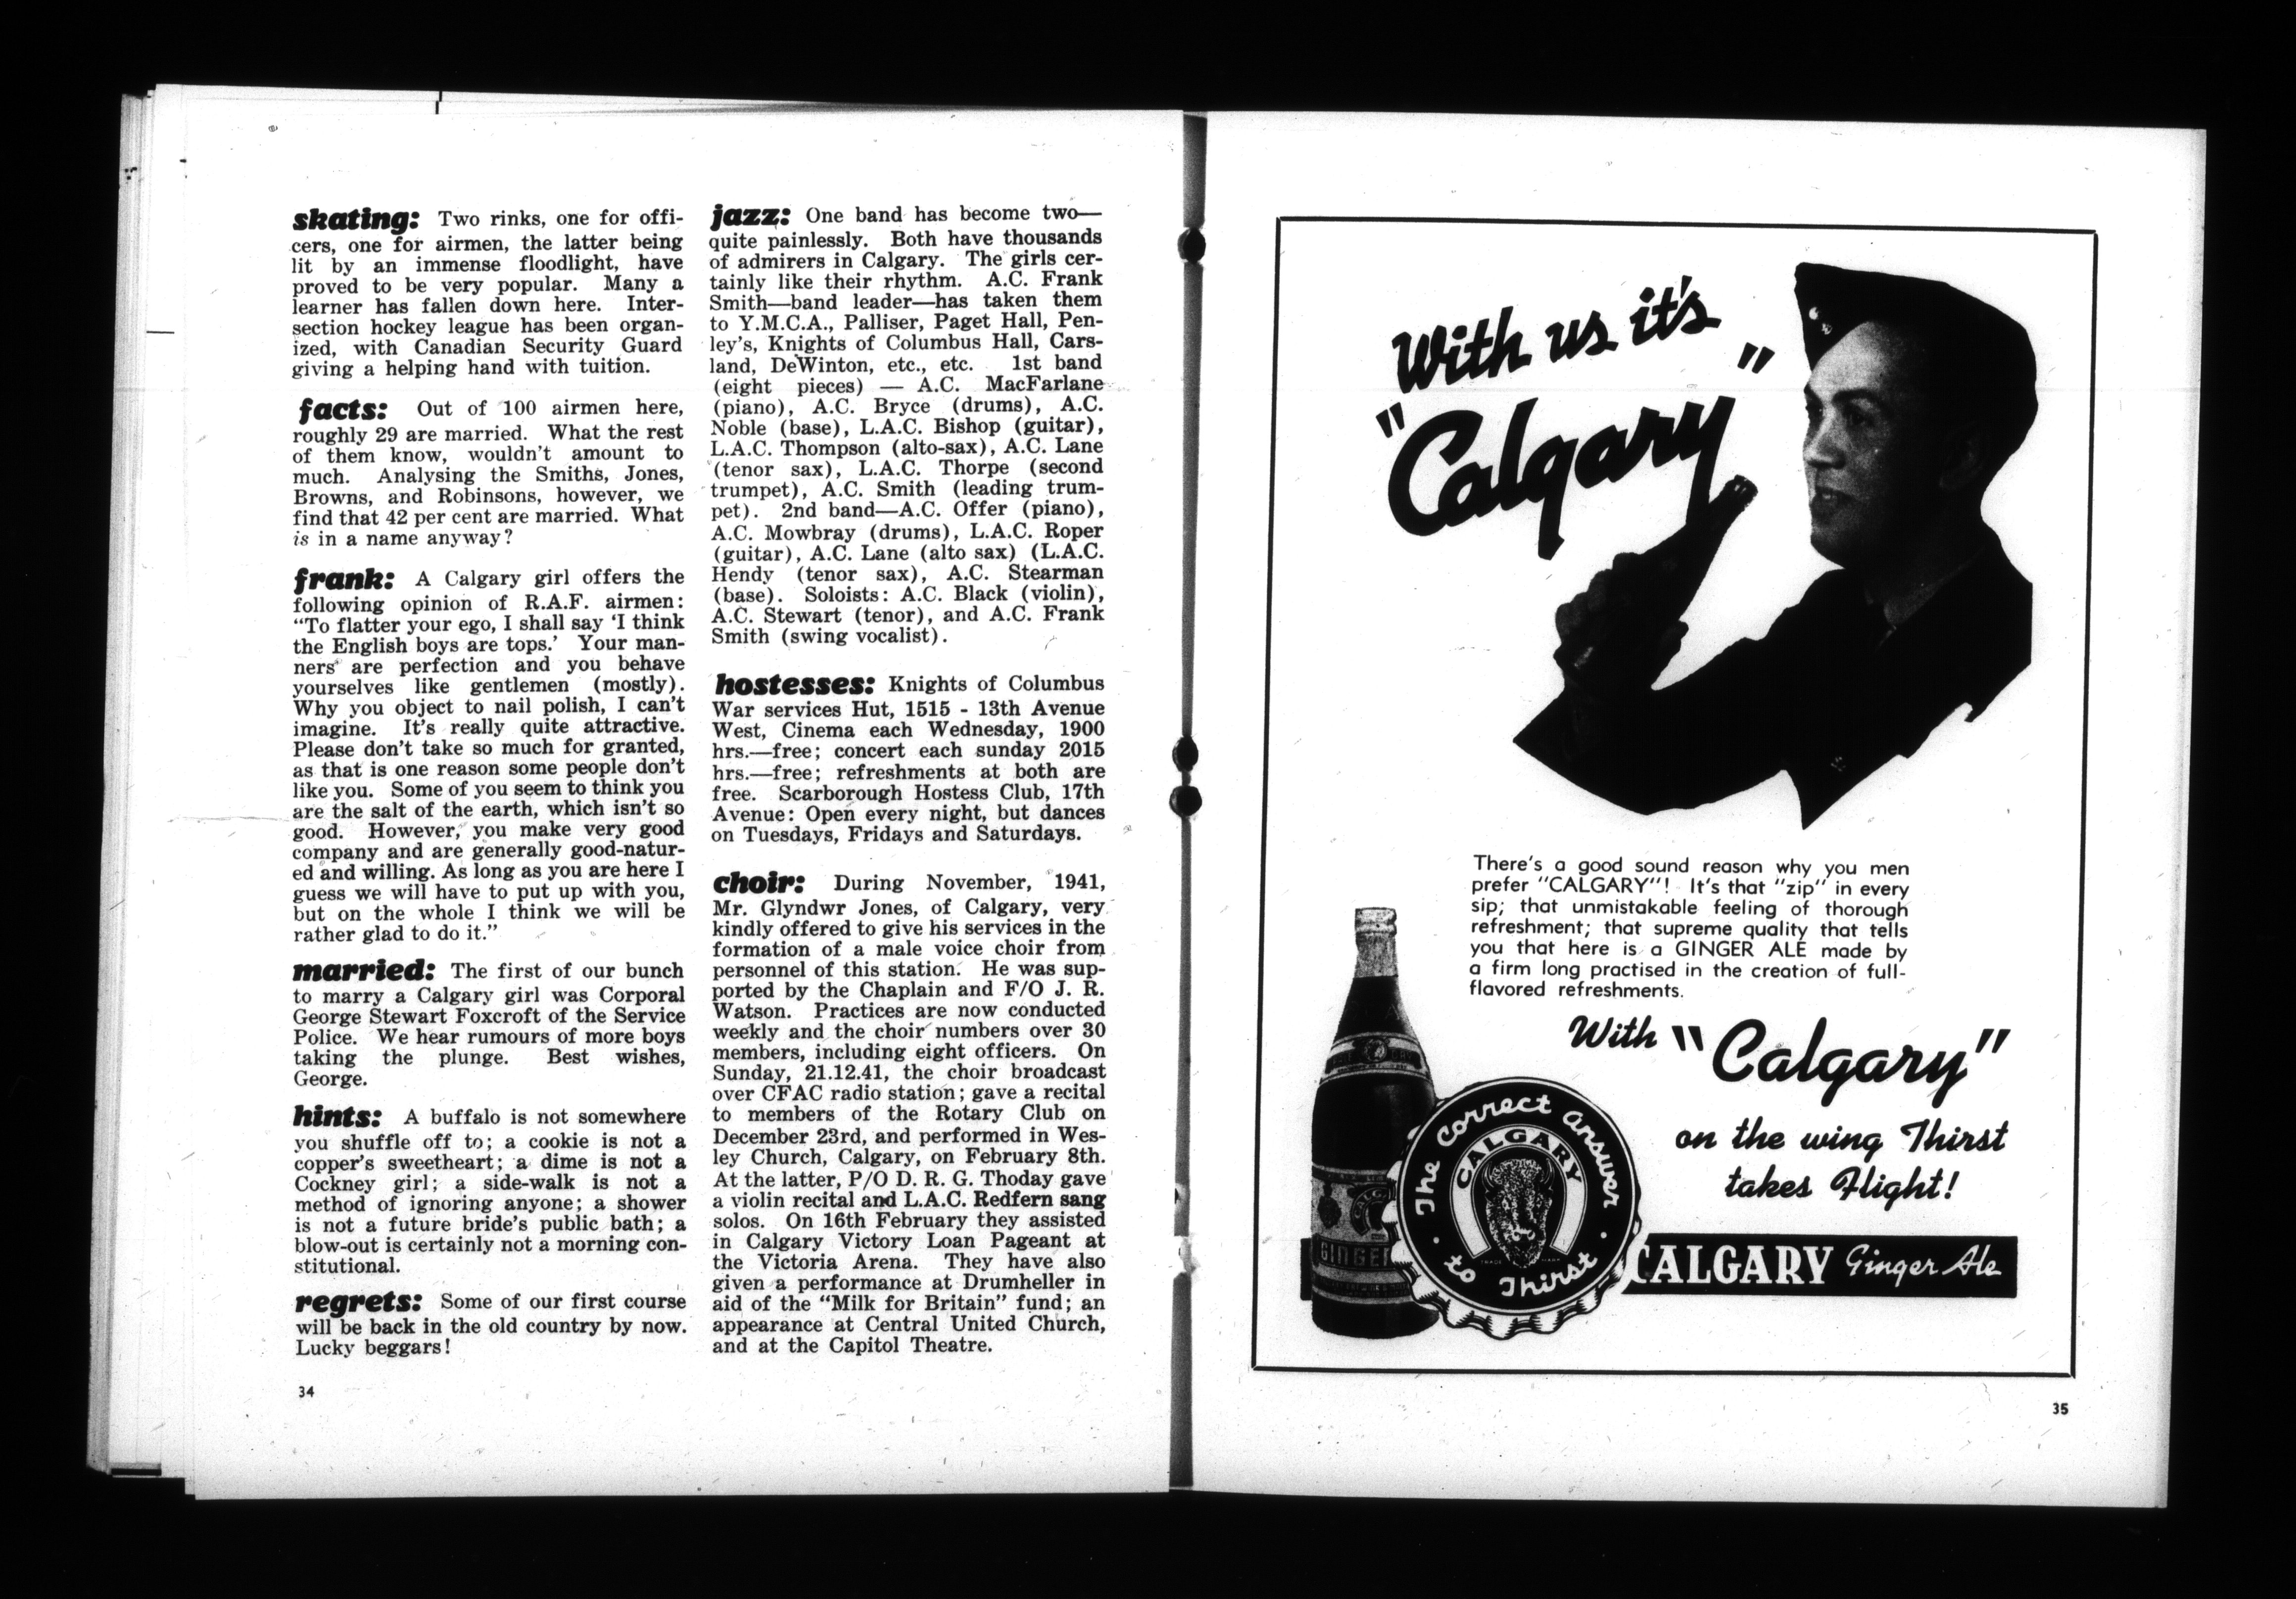 skating: Two rinks, one for offi-
cers, one for airmen, the latter being
lit by an immense floodlight, have
proved to be very popular. Many a
learner has fallen down here. Inter-
section hockey league has been organ-
ized, with Canadian Security Guard
giving a helping hand with tuition.
facts: Out of 100 airmen here,
roughly 29 are married. What the rest
of them know, wouldn't amount to
much. Analysing the Smiths, Jones,
Browns, and Robinsons, however, we
find that 42 per cent are married. What
is in a name anyway?
frank: A Calgary girl offers the
following opinion of R.A.F. airmen:
"To flatter your ego, I shall say 'I think
the English boys are tops.' Your man-
ners are perfection and you behave
yourselves like gentlemen (mostly).
Why you object to nail polish, I can't
imagine. It's really quite attractive.
Please don't take so much for granted,
as that is one reason some people don't
like you. Some of you seem to think you
are the salt of the earth, which isn't so
good. However, you make very good
company and are generally good-natur-
ed and willing. As long as you are here I
guess we will have to put up with you,
but on the whole I think we will be
rather glad to do it."
married: The first of our bunch
to marry a Calgary girl was Corporal
George Stewart Foxcroft of the Service
Police. We hear rumours of more boys
taking the plunge. Best wishes,
George.
hints: A buffalo is not somewhere
you shuffle off to; a cookie is not a
copper's sweetheart; a dime is not a
Cockney girl; a side-walk is not a
method of ignoring anyone; a shower
is not a future bride's public bath; a
blow-out is certainly not a morning con-
stitutional.
regrets: Some of our first course
will be back in the old country by now.
Lucky beggars!
34
jazz: One band has become two—
quite painlessly. Both have thousands
of admirers in Calgary. The girls cer-
tainly like their rhythm. A.C. Frank
Smith—band leader—has taken them
to Y.M.C.A., Palliser, Paget Hall, Pen-
ley's, Knights of Columbus Hall, Cars-
land, DeWinton, etc., etc. 1st band
(eight pieces) — A.C. MacFarlane
(piano), A.C. Bryce (drums), A.C.
Noble (base), L.A.C. Bishop (guitar),
L.A.C. Thompson (alto-sax), A.C. Lane
(tenor sax), L.A.C. Thorpe (second
trumpet), A.C. Smith (leading trum-
pet). 2nd band—A.C. Offer (piano),
A.C. Mowbray (drums), L.A.C. Roper
(guitar), A.C. Lane (alto sax) (L.A.C.
Hendy (tenor sax), A.C. Stearman
(base). Soloists: A.C. Black (violin),
A.C. Stewart (tenor), and A.C. Frank
Smith (swing vocalist).
hostesses: Knights of Columbus
War services Hut, 1515 - 13th Avenue
West, Cinema each Wednesday, 1900
hrs.—free; concert each sunday 2015
hrs.—free; refreshments at both are
free. Scarborough Hostess Club, 17th
Avenue: Open every night, but dances
on Tuesdays, Fridays and Saturdays.
choir: During November, 1941,
Mr. Glyndwr Jones, of Calgary, very
kindly offered to give his services in the
formation of a male voice choir from
personnel of this station. He was sup-
ported by the Chaplain and F/O J. R.
Watson. Practices are now conducted
weekly and the choir numbers over 30
members, including eight officers. On
Sunday, 21.12.41, the choir broadcast
over CFAC radio station; gave a recital
to members of the Rotary Club on
December 23rd, and performed in Wes-
ley Church, Calgary, on February 8th.
At the latter, P/O D. R. G. Thoday gave
a violin recital and L.A.C. Redfern sang
solos. On 16th February they assisted
in Calgary Victory Loan Pageant at
the Victoria Arena. They have also
given a performance at Drumheller in
aid of the "Milk for Britain" fund; an
appearance at Central United Church,
and at the Capitol Theatre.
With us it's
"Calgary"
There's a good sound reason why you men
prefer "CALGARY"! It's that "zip" in every
sip; that unmistakable feeling of thorough
refreshment; that supreme quality that tells
you that here is a GINGER ALE made by
a firm long practised in the creation of full-
flavored refreshments.
With "Calgary"
on the wing Thirst
takes Flight!
The Correct Answer
to Thirst
CALGARY
TRADE MARK
GINGER
CALGARY Ginger Ale
35